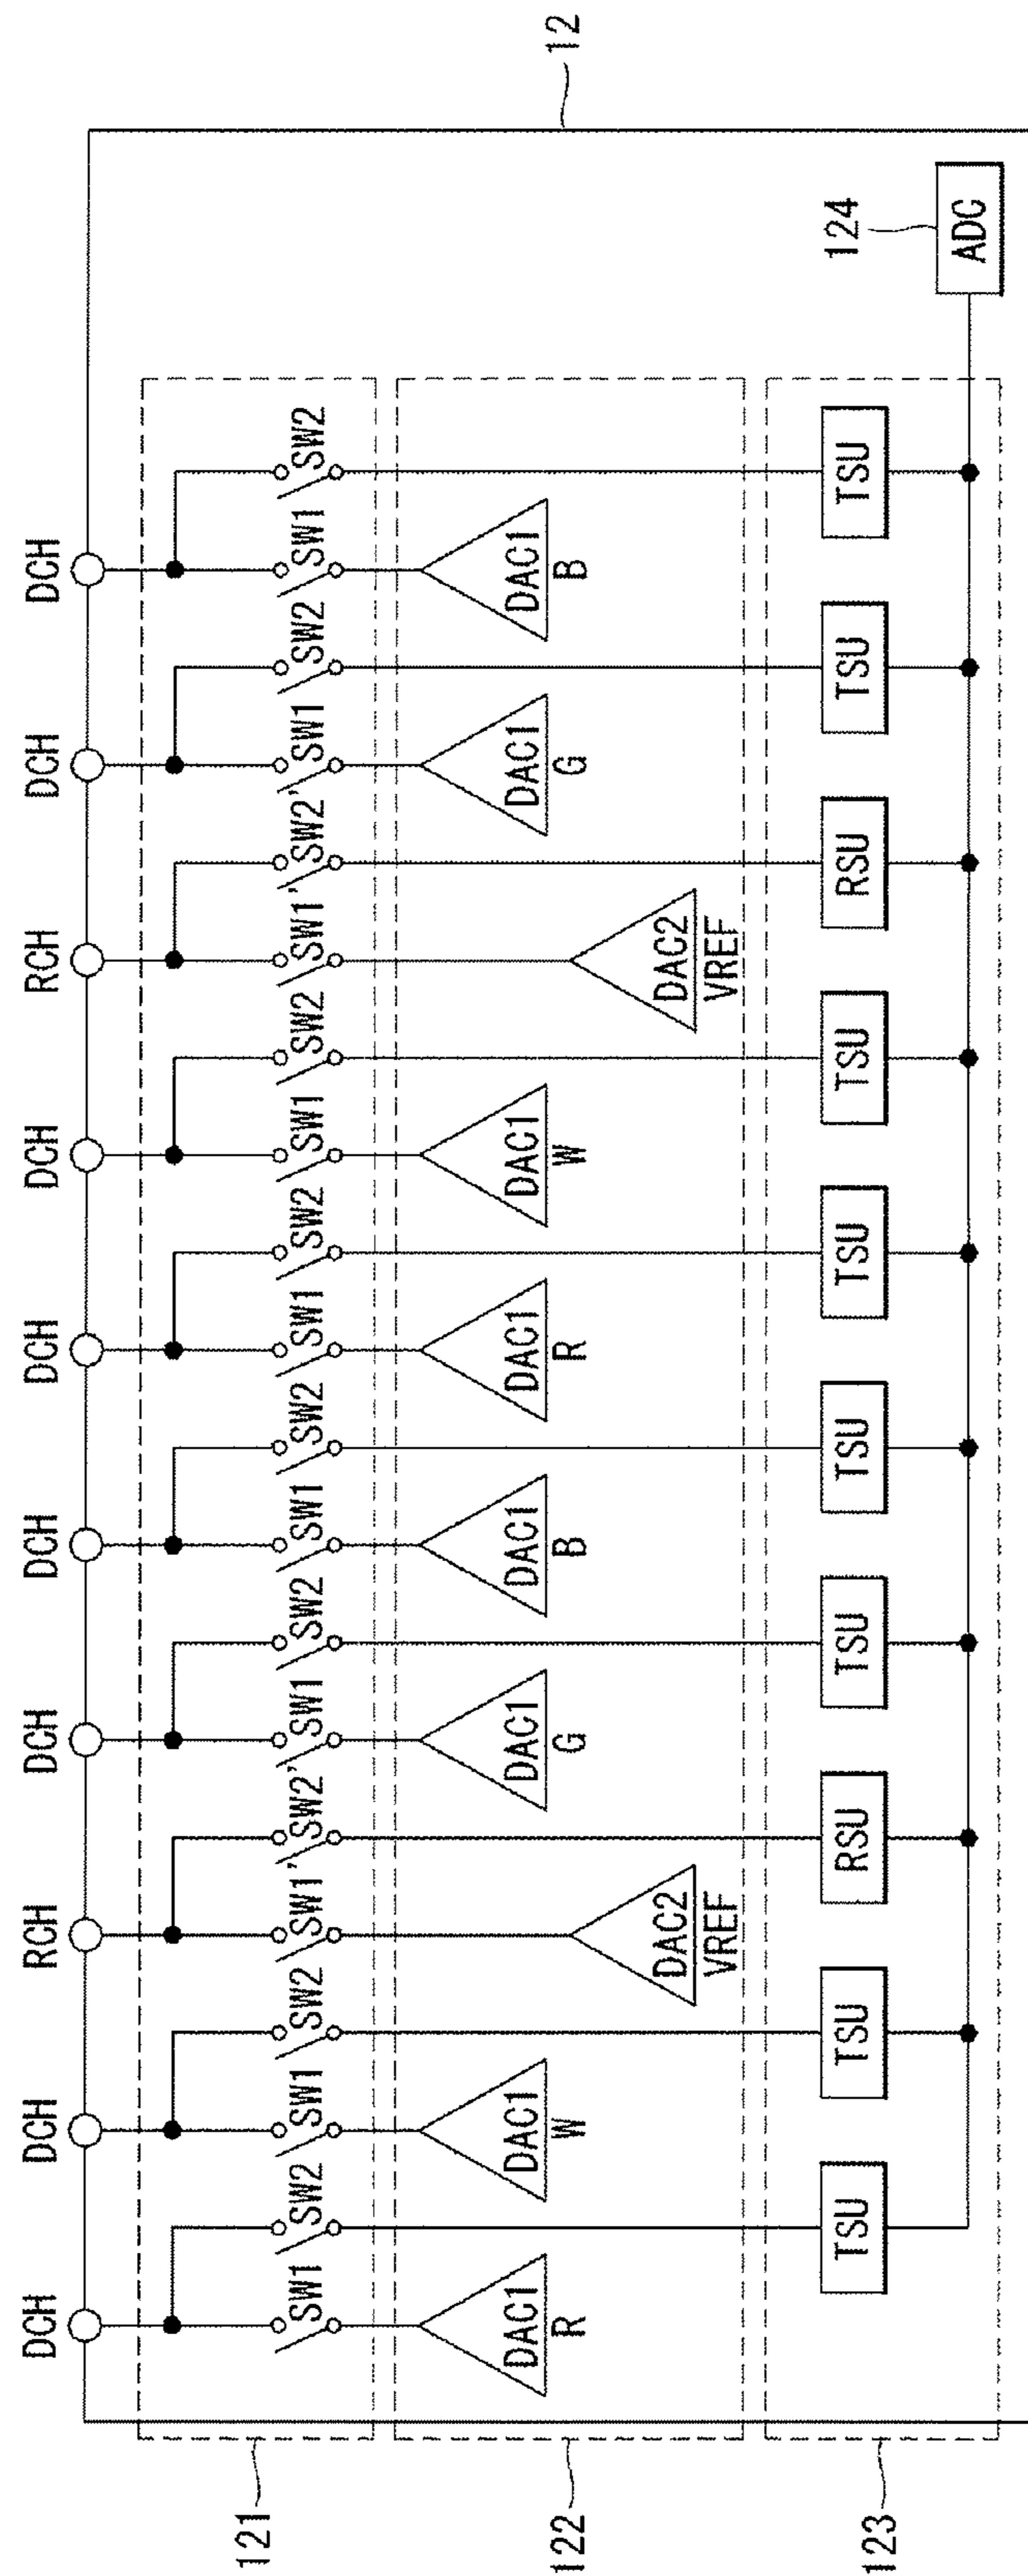 DCH DCH RCH DCH DCH DCH DCH RCH DCH DCH
12
SW1 SW2 SW1 SW2 SW1' SW2' SW1 SW2 SW1 SW2 SW1 SW2 SW1 SW2 SW1' SW2' SW1 SW2 SW1 SW2
121
DAC1 DAC1 DAC2 DAC1 DAC1 DAC1 DAC1 DAC2 DAC1 DAC1
R W VREF G B R W VREF G B
122
TSU TSU RSU TSU TSU TSU TSU RSU TSU TSU
123
124
ADC